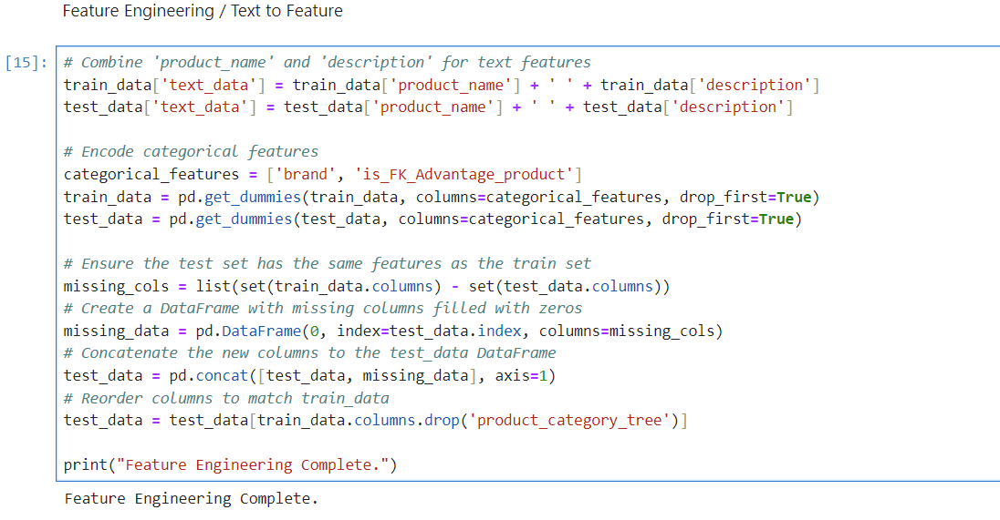 Feature Engineering / Text to Feature
[15]:
# Combine 'product_name' and 'description' for text features
train_data['text_data'] = train_data['product_name'] + ' ' + train_data['description']
test_data['text_data'] = test_data['product_name'] + ' ' + test_data['description']
# Encode categorical features
categorical_features = ['brand', 'is_FK_Advantage_product']
train_data = pd.get_dummies(train_data, columns=categorical_features, drop_first=True)
test_data = pd.get_dummies(test_data, columns=categorical_features, drop_first=True)
# Ensure the test set has the same features as the train set
missing_cols = list(set(train_data.columns) - set(test_data.columns))
# Create a DataFrame with missing columns filled with zeros
missing_data = pd.DataFrame(0, index=test_data.index, columns=missing_cols)
# Concatenate the new columns to the test_data DataFrame
test_data = pd.concat([test_data, missing_data], axis=1)
# Reorder columns to match train_data
test_data = test_data[train_data.columns.drop('product_category_tree')]
print("Feature Engineering Complete.")
Feature Engineering Complete.